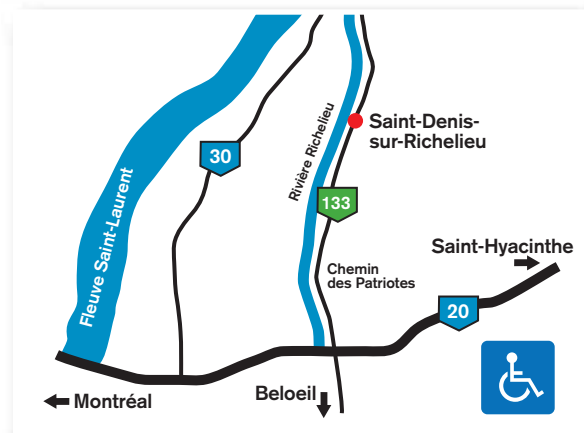 Saint-Denis-
sur-Richelieu
30
Rivière Richelieu
133
Fleuve Saint-Laurent
Saint-Hyacinthe
Chemin
des Patriotes
20
Beloeil
Montréal